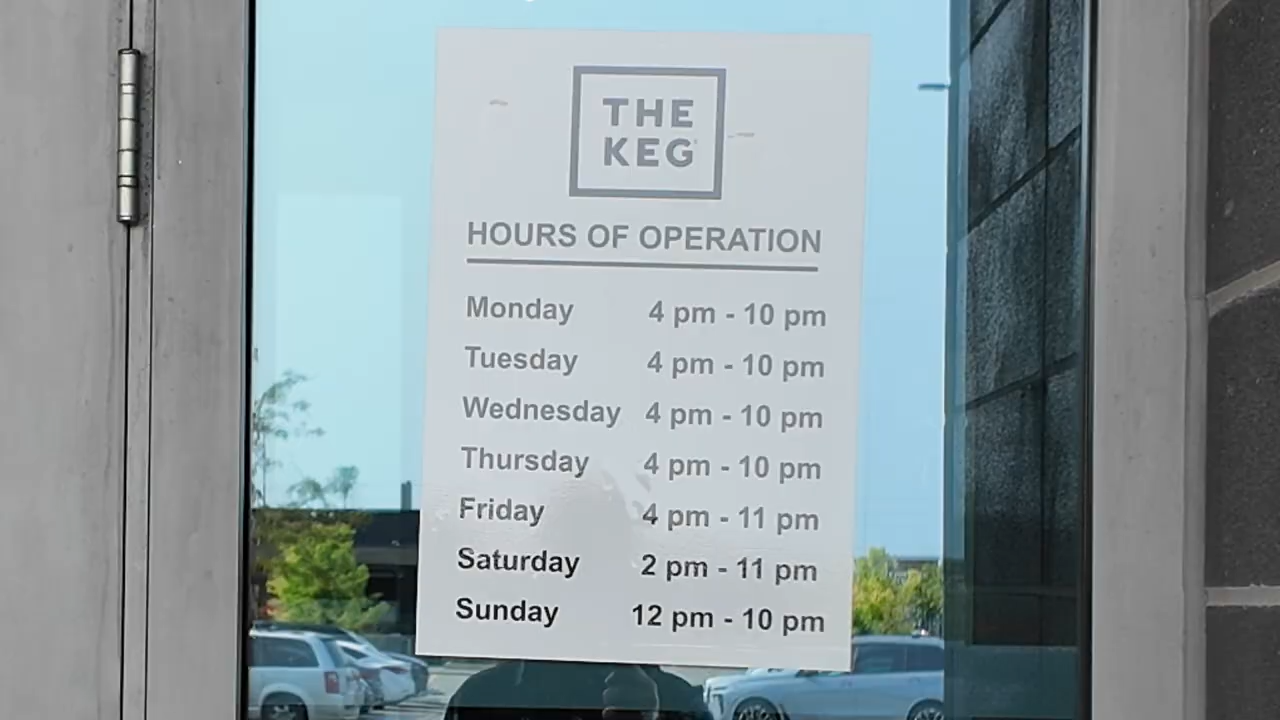 THE
KEG
HOURS OF OPERATION
Monday 4 pm - 10 pm
Tuesday 4 pm - 10 pm
Wednesday 4 pm - 10 pm
Thursday 4 pm - 10 pm
Friday 4 pm - 11 pm
Saturday 2 pm - 11 pm
Sunday 12 pm - 10 pm